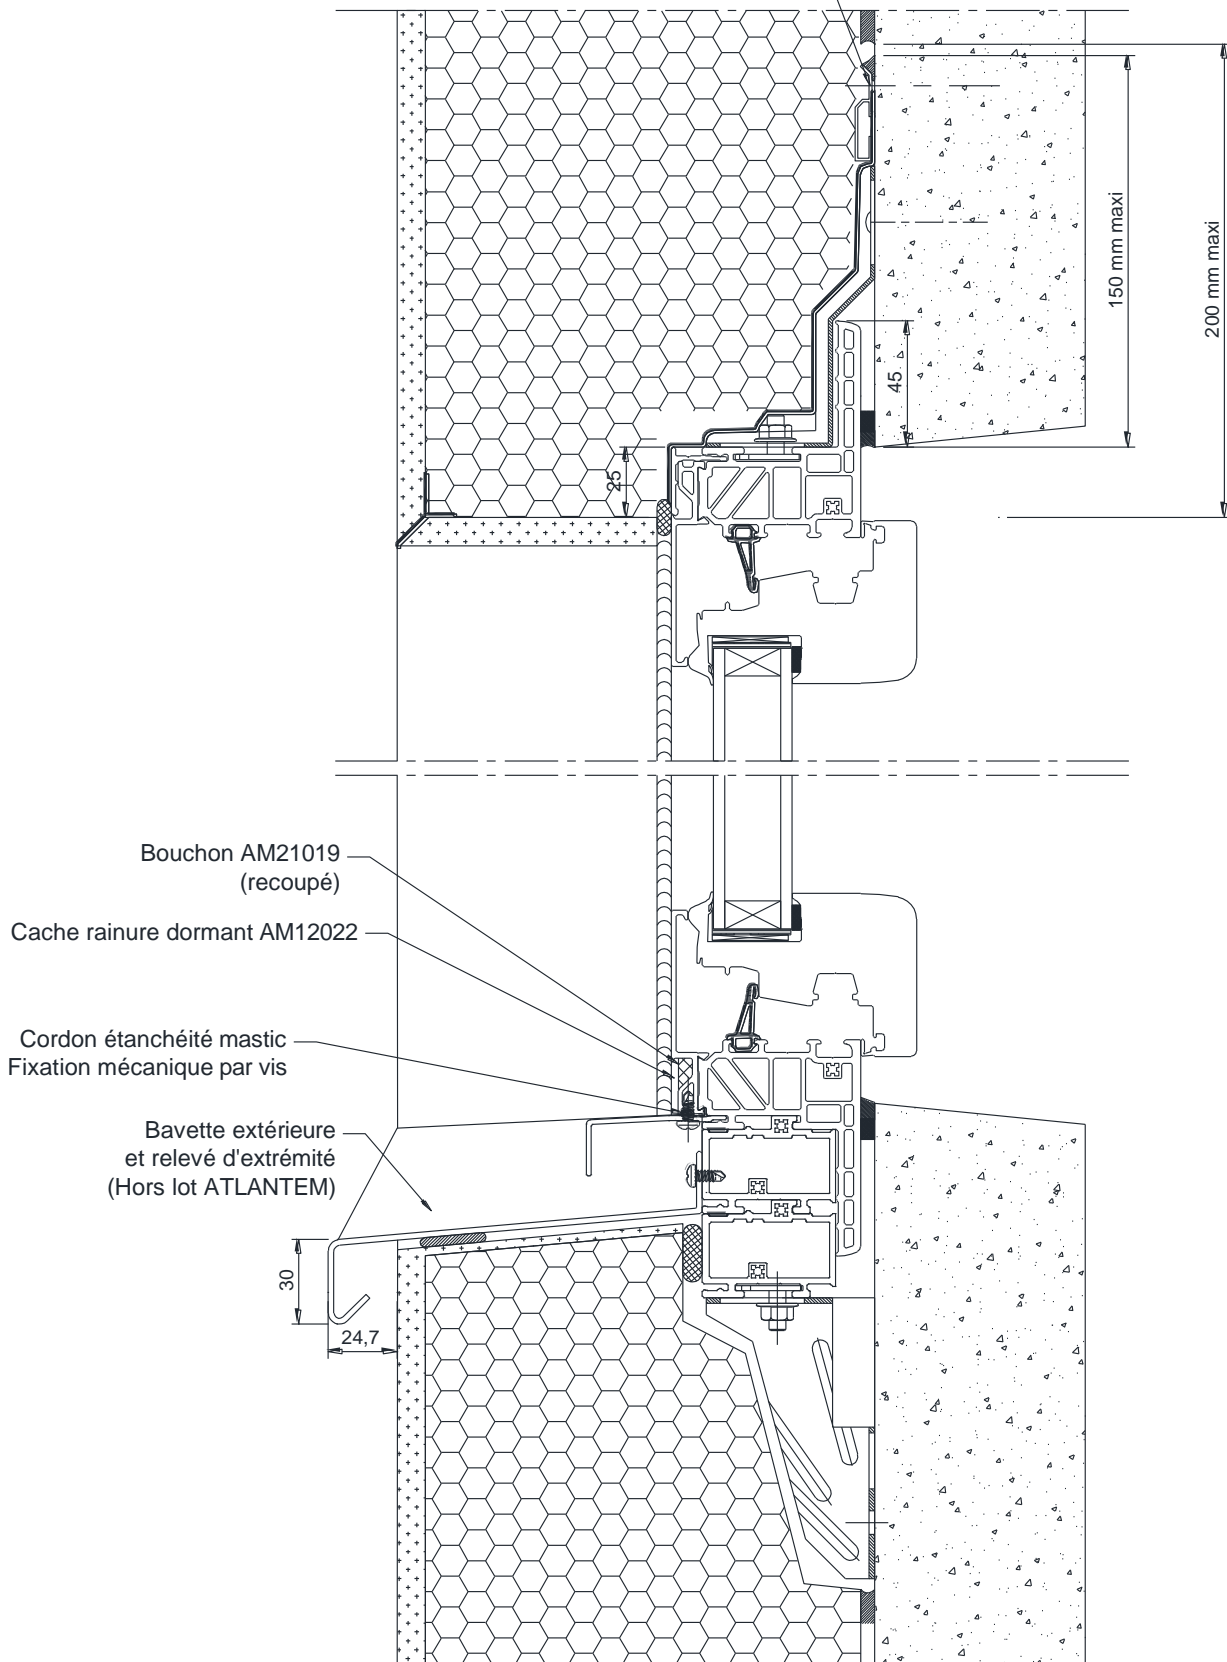 150 mm maxi
200 mm maxi
45
25
Bouchon AM21019
(recoupé)
Cache rainure dormant AM12022
Cordon étanchéité mastic
Fixation mécanique par vis
Bavette extérieure
et relevé d'extrémité
(Hors lot ATLANTEM)
30
24,7